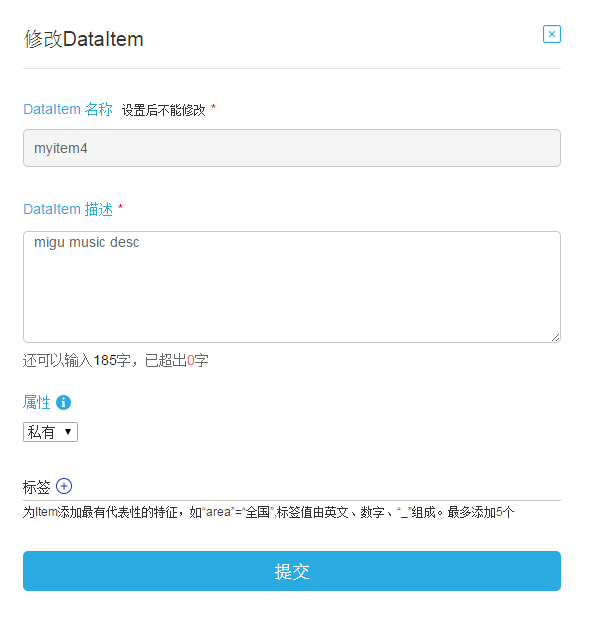 修改DataItem
DataItem 名称 设置后不能修改 *
myitem4
DataItem 描述 *
migu music desc
还可以输入185字，已超出0字
属性
私有
标签
为Item添加最有代表性的特征，如“area”=“全国”,标签值由英文、数字、“_”组成。最多添加5个
提交